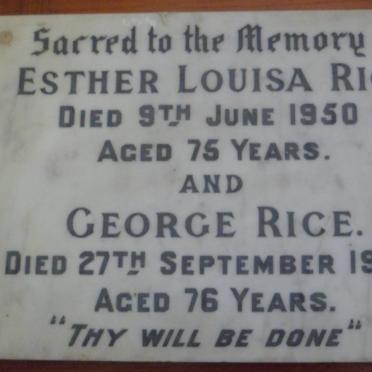 Sacred to the Memory
ESTHER LOUISA
DIED 9TH JUNE 1950
AGED 75 YEARS.
AND
GEORGE RICE.
DIED 27TH SEPTEMBER
AGED 76 YEARS.
"THY WILL BE DONE"